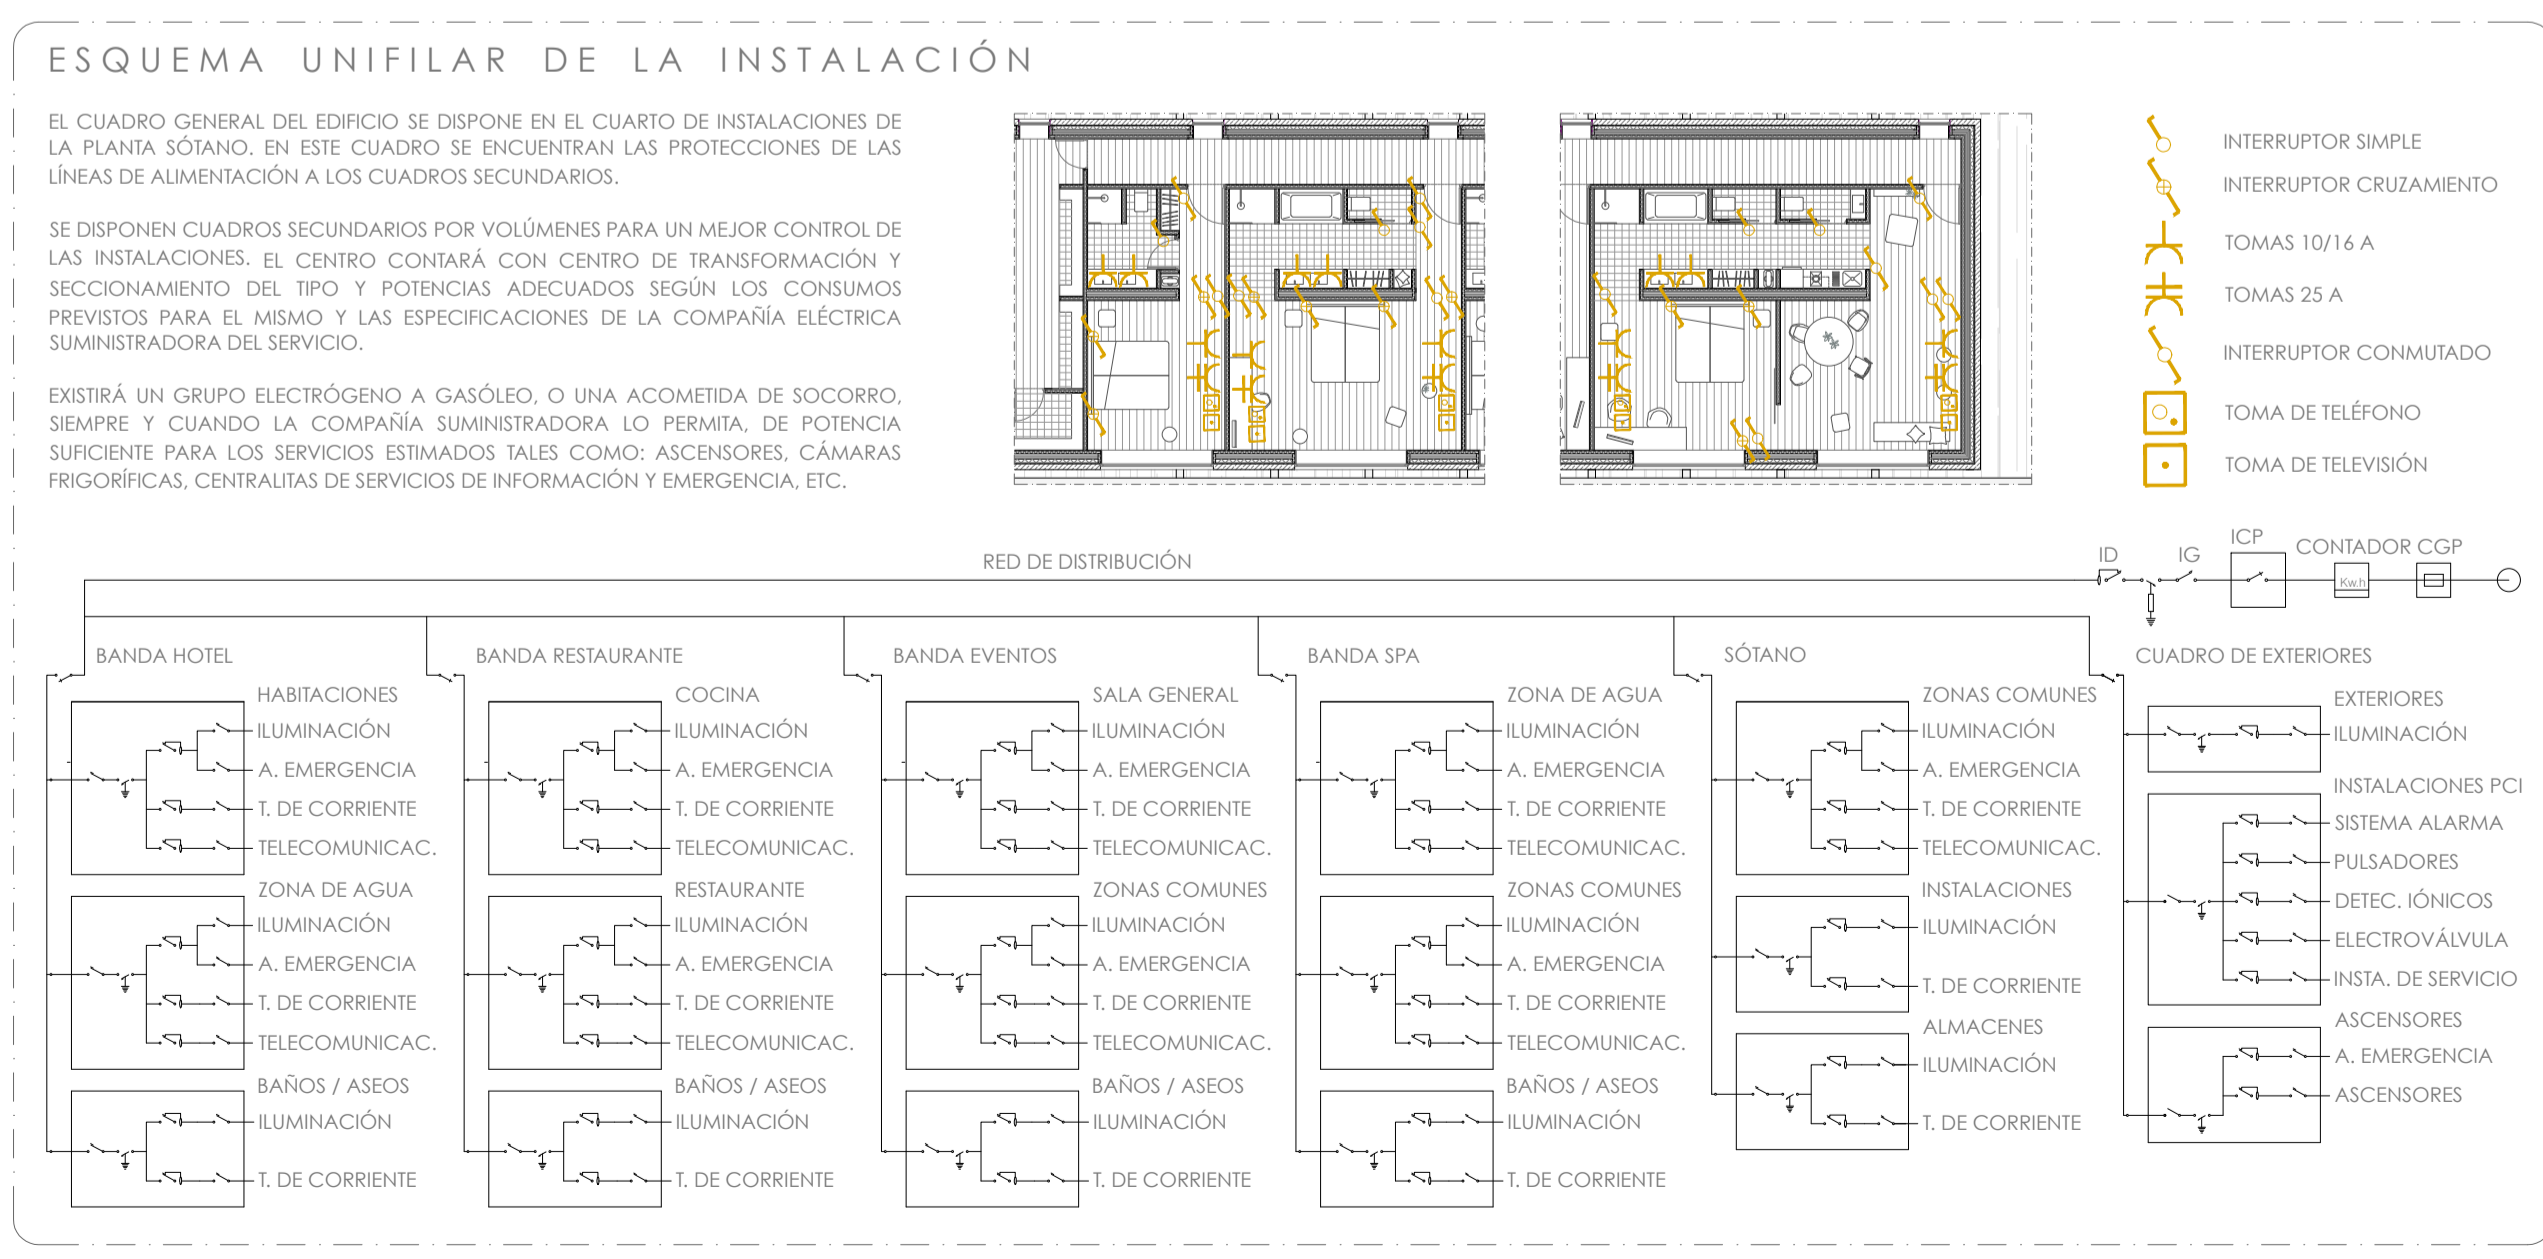 ESQUEMA UNIFILAR DE LA INSTALACIÓN
EL CUADRO GENERAL DEL EDIFICIO SE DISPONE EN EL CUARTO DE INSTALACIONES DE
LA PLANTA SÓTANO. EN ESTE CUADRO SE ENCUENTRAN LAS PROTECCIONES DE LAS
LÍNEAS DE ALIMENTACIÓN A LOS CUADROS SECUNDARIOS.
SE DISPONEN CUADROS SECUNDARIOS POR VOLÚMENES PARA UN MEJOR CONTROL DE
LAS INSTALACIONES. EL CENTRO CONTARÁ CON CENTRO DE TRANSFORMACIÓN Y
SECCIONAMIENTO DEL TIPO Y POTENCIAS ADECUADOS SEGÚN LOS CONSUMOS
PREVISTOS PARA EL MISMO Y LAS ESPECIFICACIONES DE LA COMPAÑÍA ELÉCTRICA
SUMINISTRADORA DEL SERVICIO.
EXISTIRÁ UN GRUPO ELECTRÓGENO A GASÓLEO, O UNA ACOMETIDA DE SOCORRO,
SIEMPRE Y CUANDO LA COMPAÑÍA SUMINISTRADORA LO PERMITA, DE POTENCIA
SUFICIENTE PARA LOS SERVICIOS ESTIMADOS TALES COMO: ASCENSORES, CÁMARAS
FRIGORÍFICAS, CENTRALITAS DE SERVICIOS DE INFORMACIÓN Y EMERGENCIA, ETC.
INTERRUPTOR SIMPLE
INTERRUPTOR CRUZAMIENTO
TOMAS 10/16 A
TOMAS 25 A
INTERRUPTOR CONMUTADO
TOMA DE TELÉFONO
TOMA DE TELEVISIÓN
RED DE DISTRIBUCIÓN
ID
IG
ICP
CONTADOR
CGP
Kw.h
BANDA HOTEL
HABITACIONES
ILUMINACIÓN
A. EMERGENCIA
T. DE CORRIENTE
TELECOMUNICAC.
ZONA DE AGUA
ILUMINACIÓN
A. EMERGENCIA
T. DE CORRIENTE
TELECOMUNICAC.
BAÑOS / ASEOS
ILUMINACIÓN
T. DE CORRIENTE
BANDA RESTAURANTE
COCINA
ILUMINACIÓN
A. EMERGENCIA
T. DE CORRIENTE
TELECOMUNICAC.
RESTAURANTE
ILUMINACIÓN
A. EMERGENCIA
T. DE CORRIENTE
TELECOMUNICAC.
BAÑOS / ASEOS
ILUMINACIÓN
T. DE CORRIENTE
BANDA EVENTOS
SALA GENERAL
ILUMINACIÓN
A. EMERGENCIA
T. DE CORRIENTE
TELECOMUNICAC.
ZONAS COMUNES
ILUMINACIÓN
A. EMERGENCIA
T. DE CORRIENTE
TELECOMUNICAC.
BAÑOS / ASEOS
ILUMINACIÓN
T. DE CORRIENTE
BANDA SPA
ZONA DE AGUA
ILUMINACIÓN
A. EMERGENCIA
T. DE CORRIENTE
TELECOMUNICAC.
ZONAS COMUNES
ILUMINACIÓN
A. EMERGENCIA
T. DE CORRIENTE
TELECOMUNICAC.
BAÑOS / ASEOS
ILUMINACIÓN
T. DE CORRIENTE
SÓTANO
ZONAS COMUNES
ILUMINACIÓN
A. EMERGENCIA
T. DE CORRIENTE
TELECOMUNICAC.
INSTALACIONES
ILUMINACIÓN
T. DE CORRIENTE
ALMACENES
ILUMINACIÓN
T. DE CORRIENTE
CUADRO DE EXTERIORES
EXTERIORES
ILUMINACIÓN
INSTALACIONES PCI
SISTEMA ALARMA
PULSADORES
DETEC. IÓNICOS
ELECTROVÁLVULA
INSTA. DE SERVICIO
ASCENSORES
A. EMERGENCIA
ASCENSORES